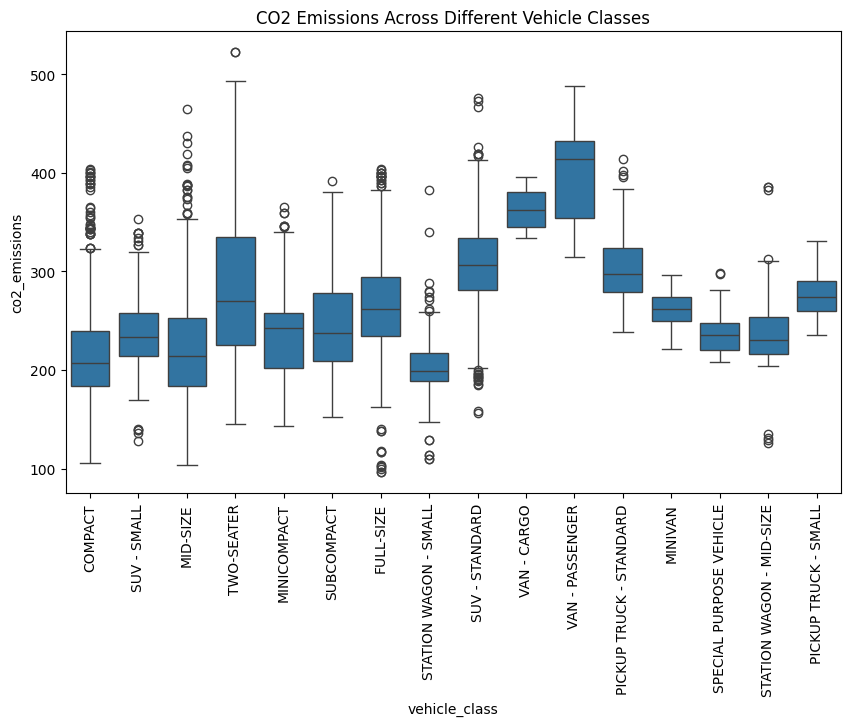 CO2 Emissions Across Different Vehicle Classes
co2_emissions
500
400
300
200
100
COMPACT
SUV - SMALL
MID-SIZE
TWO-SEATER
MINICOMPACT
SUBCOMPACT
FULL-SIZE
STATION WAGON - SMALL
SUV - STANDARD
VAN - CARGO
VAN - PASSENGER
PICKUP TRUCK - STANDARD
MINIVAN
SPECIAL PURPOSE VEHICLE
STATION WAGON - MID-SIZE
PICKUP TRUCK - SMALL
vehicle_class